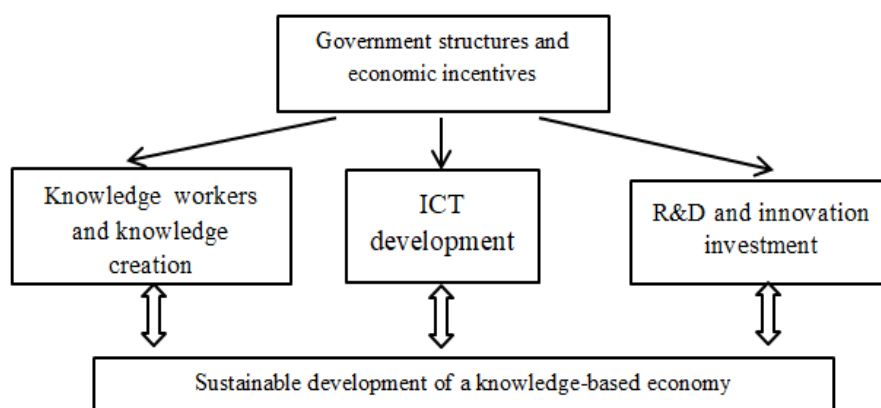 Government structures and
economic incentives
Knowledge workers
and knowledge
creation
ICT
development
R&D and innovation
investment
Sustainable development of a knowledge-based economy